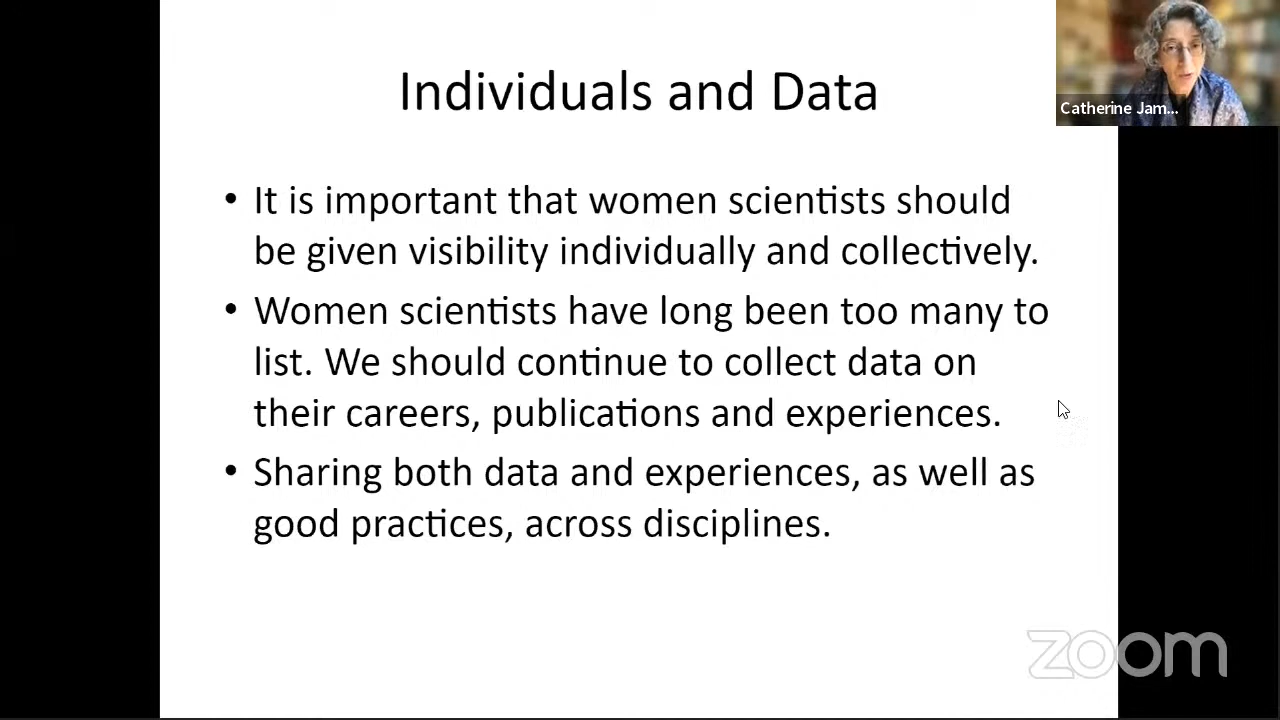 Individuals and Data
Catherine Jam...
• It is important that women scientists should
be given visibility individually and collectively.
• Women scientists have long been too many to
list. We should continue to collect data on
their careers, publications and experiences.
• Sharing both data and experiences, as well as
good practices, across disciplines.
zoom